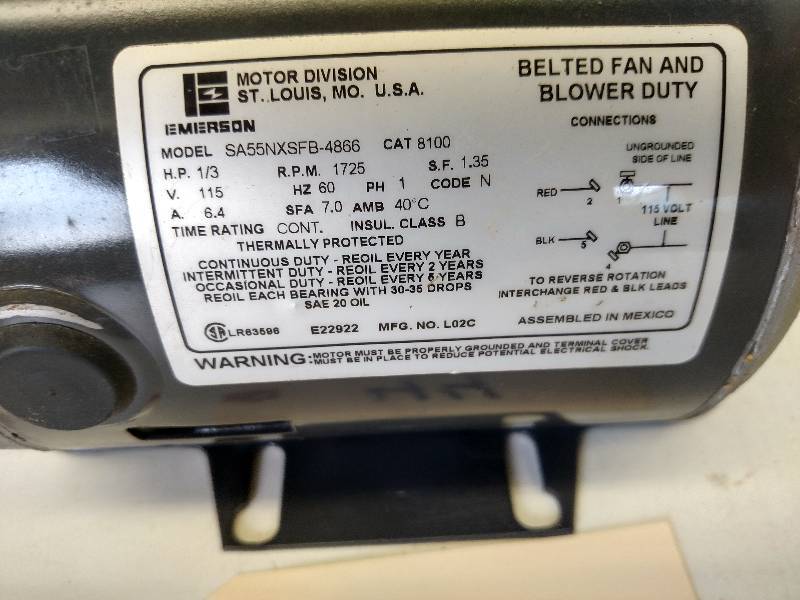 MOTOR DIVISION
ST. LOUIS, MO. U.S.A.
EMERSON
BELTED FAN AND
BLOWER DUTY
MODEL SA55NXSFB-4866 CAT 8100
H.P. 1/3 R.P.M. 1725 S.F. 1.35
V. 115 HZ 60 PH 1 CODE N
A. 6.4 SFA 7.0 AMB 40°C
TIME RATING CONT. INSUL. CLASS B
THERMALLY PROTECTED
CONTINUOUS DUTY - REOIL EVERY YEAR
INTERMITTENT DUTY - REOIL EVERY 2 YEARS
OCCASIONAL DUTY - REOIL EVERY 5 YEARS
REOIL EACH BEARING WITH 30-35 DROPS
SAE 20 OIL
LR63596 E22922 MFG. NO. L02C
CONNECTIONS
UNGROUNDED
SIDE OF LINE
RED
2
1
115 VOLT
LINE
BLK
5
4
TO REVERSE ROTATION
INTERCHANGE RED & BLK LEADS
ASSEMBLED IN MEXICO
WARNING: MOTOR MUST BE PROPERLY GROUNDED AND TERMINAL COVER
MUST BE IN PLACE TO REDUCE POTENTIAL ELECTRICAL SHOCK.